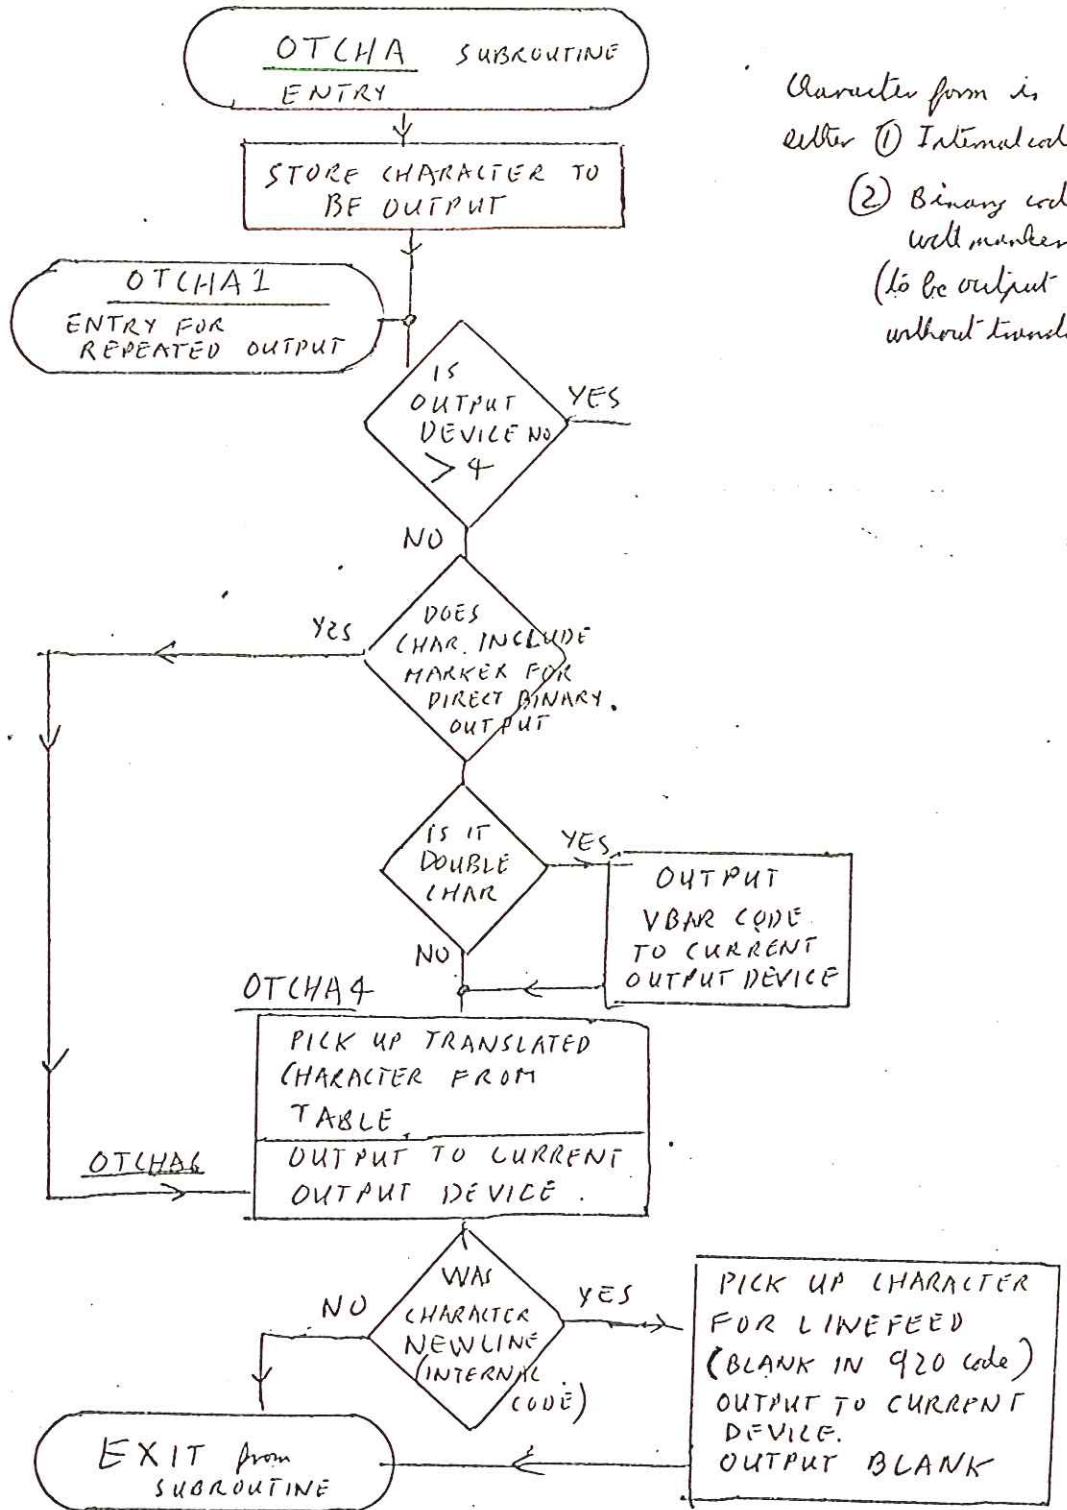 OTCHA SUBROUTINE
ENTRY
Character form is
either ① Internal cod
② Binary cod
with marker
(to be output
without transla
STORE CHARACTER TO
BE OUTPUT
OTCHA1
ENTRY FOR
REPEATED OUTPUT
IS
OUTPUT
DEVICE NO
> 4
YES
NO
DOES
CHAR. INCLUDE
MARKER FOR
DIRECT BINARY.
OUTPUT
YES
IS IT
DOUBLE
CHAR
YES
NO
OUTPUT
VBAR CODE
TO CURRENT
OUTPUT DEVICE
OTCHA4
PICK UP TRANSLATED
CHARACTER FROM
TABLE.
OTCHA6
OUTPUT TO CURRENT
OUTPUT DEVICE.
WAS
CHARACTER
NEWLINE
(INTERNAL
CODE)
NO
YES
PICK UP CHARACTER
FOR LINEFEED
(BLANK IN 920 code)
OUTPUT TO CURRENT
DEVICE.
OUTPUT BLANK
EXIT from
SUBROUTINE